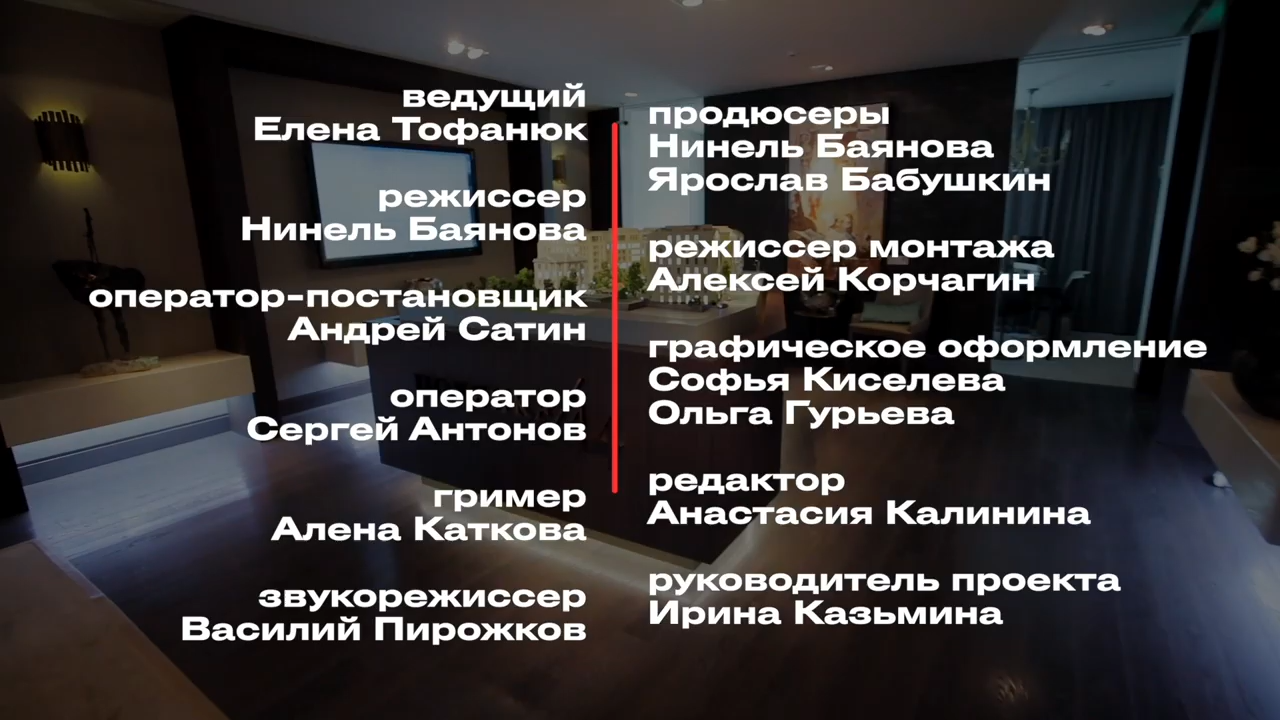 ведущий
Елена Тофанюк
режиссер
Нинель Баянова
оператор-постановщик
Андрей Сатин
оператор
Сергей Антонов
гример
Алена Каткова
звукорежиссер
Василий Пирожков
продюсеры
Нинель Баянова
Ярослав Бабушкин
режиссер монтажа
Алексей Корчагин
графическое оформление
Софья Киселева
Ольга Гурьева
редактор
Анастасия Калинина
руководитель проекта
Ирина Казьмина